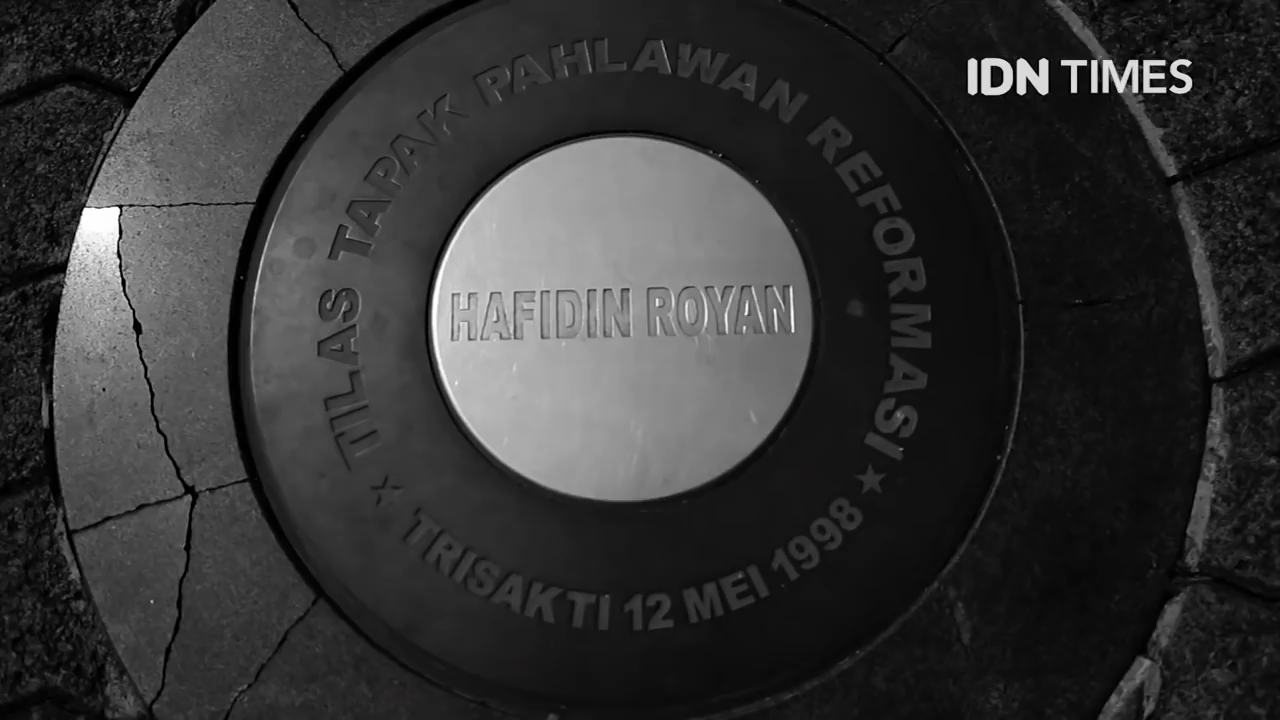 IDN TIMES
TILAS TAPAK PAHLAWAN REFORMASI
HAFIDIN ROYAN
★ TRISAKTI 12 MEI 1998 ★